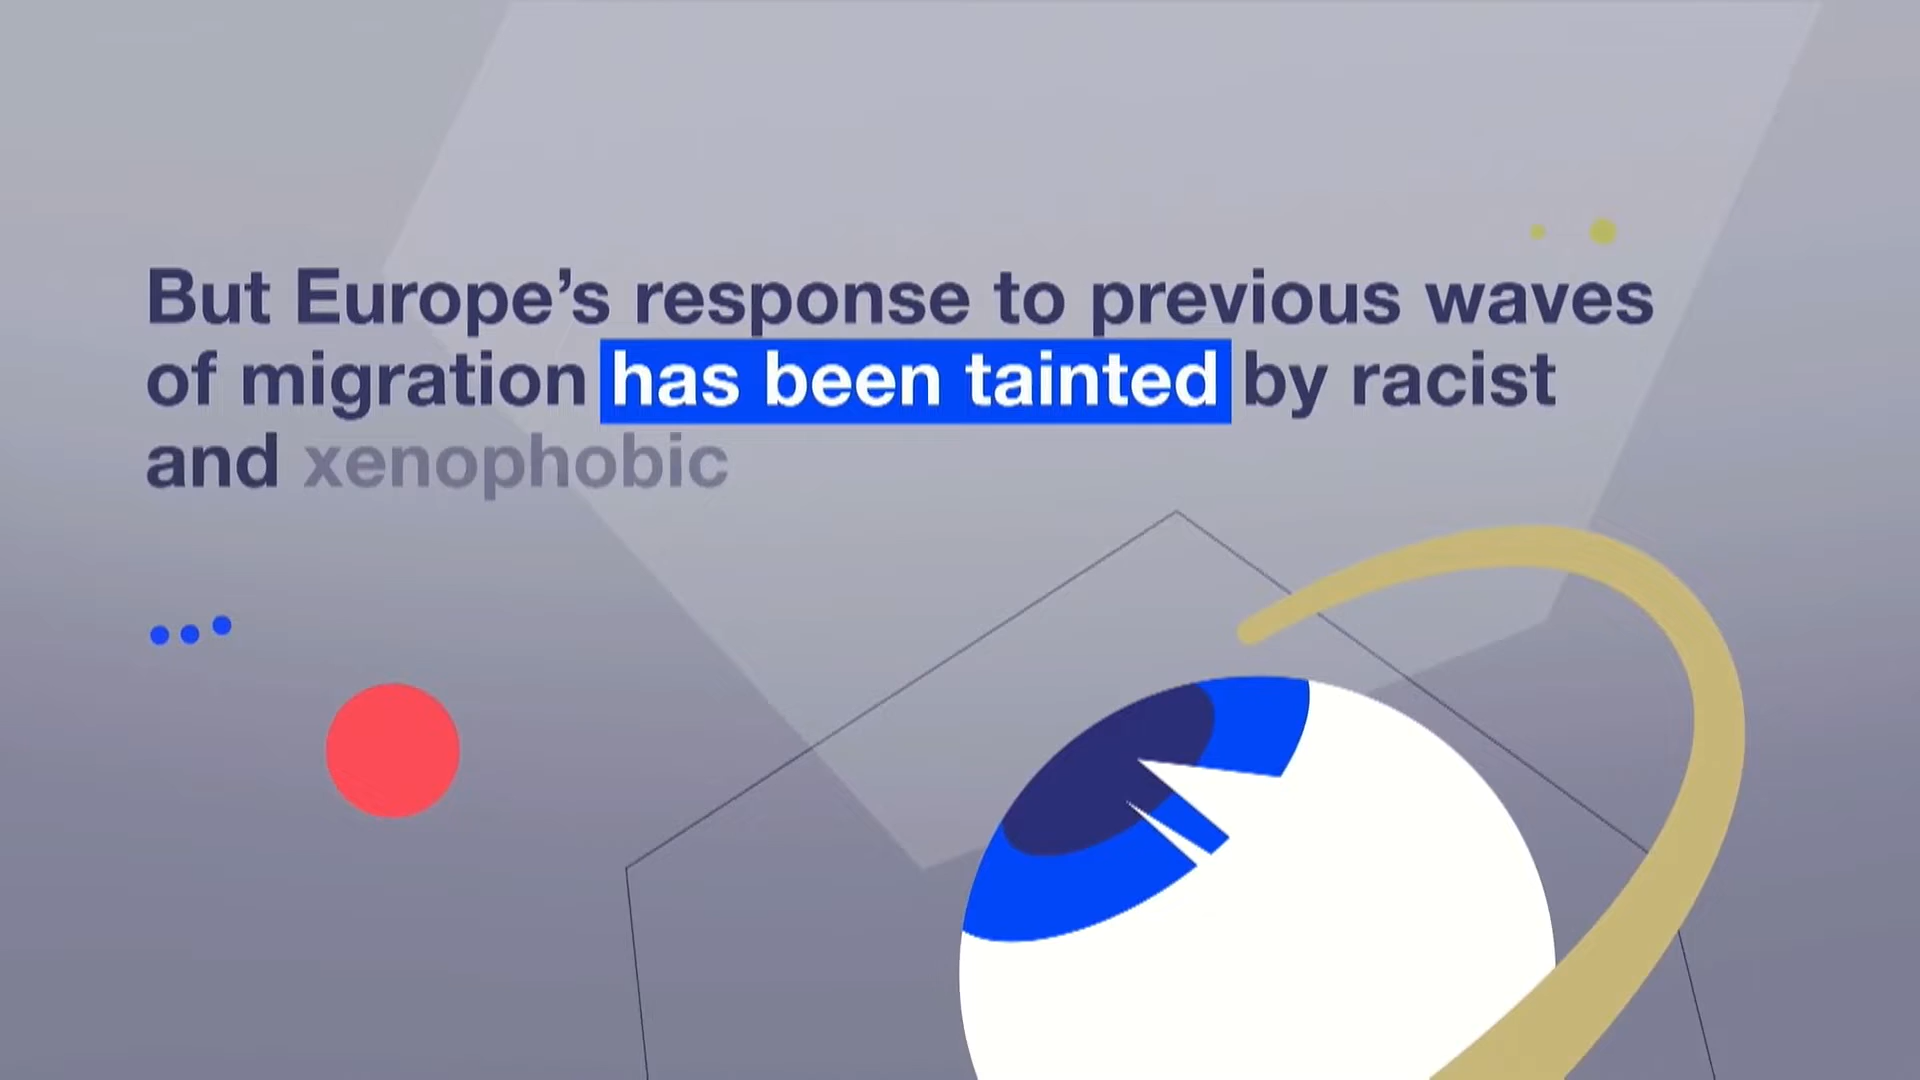 But Europe’s response to previous waves
of migration has been tainted by racist
and xenophobic